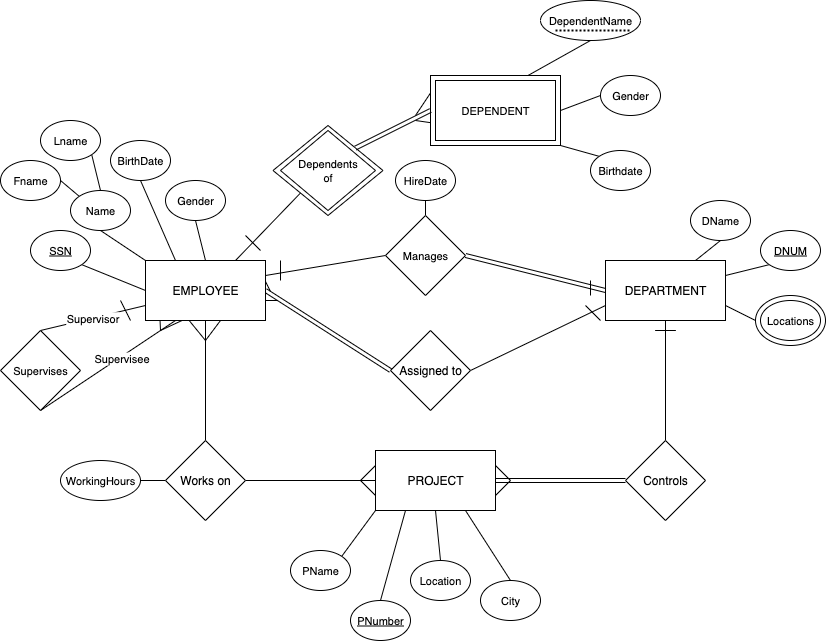 DependentName
DEPENDENT
Gender
Birthdate
Dependents
of
Lname
BirthDate
Fname
Name
Gender
HireDate
SSN
DName
DNUM
EMPLOYEE
Manages
DEPARTMENT
Locations
Supervisor
Supervisee
Supervises
Assigned to
WorkingHours
Works on
PROJECT
Controls
PName
Location
City
PNumber